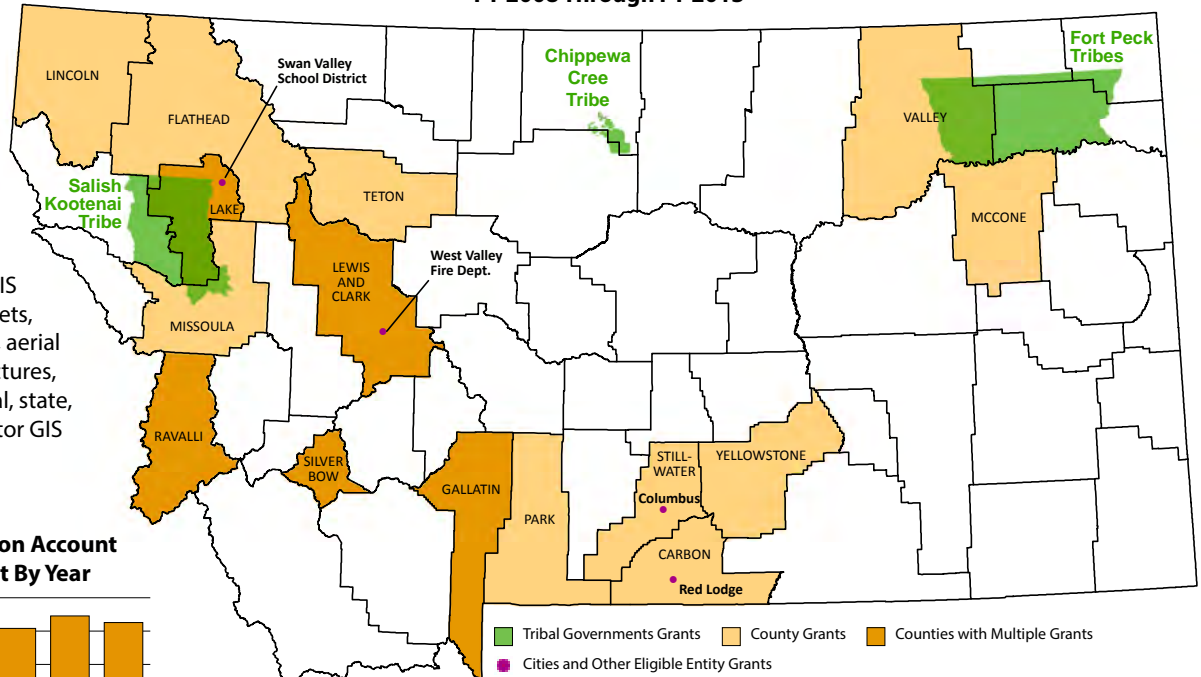 LINCOLN
FLATHEAD
Swan Valley
School District
Chippewa
Cree
Tribe
Fort Peck
Tribes
VALLEY
Salish
Kootenai
Tribe
LAKE
TETON
MCCONE
LEWIS
AND
CLARK
West Valley
Fire Dept.
MISSOULA
IS
ets,
aerial
tures,
al, state,
tor GIS
RAVALLI
SILVER
BOW
GALLATIN
PARK
STILL-
WATER
YELLOWSTONE
Columbus
CARBON
Red Lodge
on Account
t By Year
Tribal Governments Grants
County Grants
Counties with Multiple Grants
Cities and Other Eligible Entity Grants